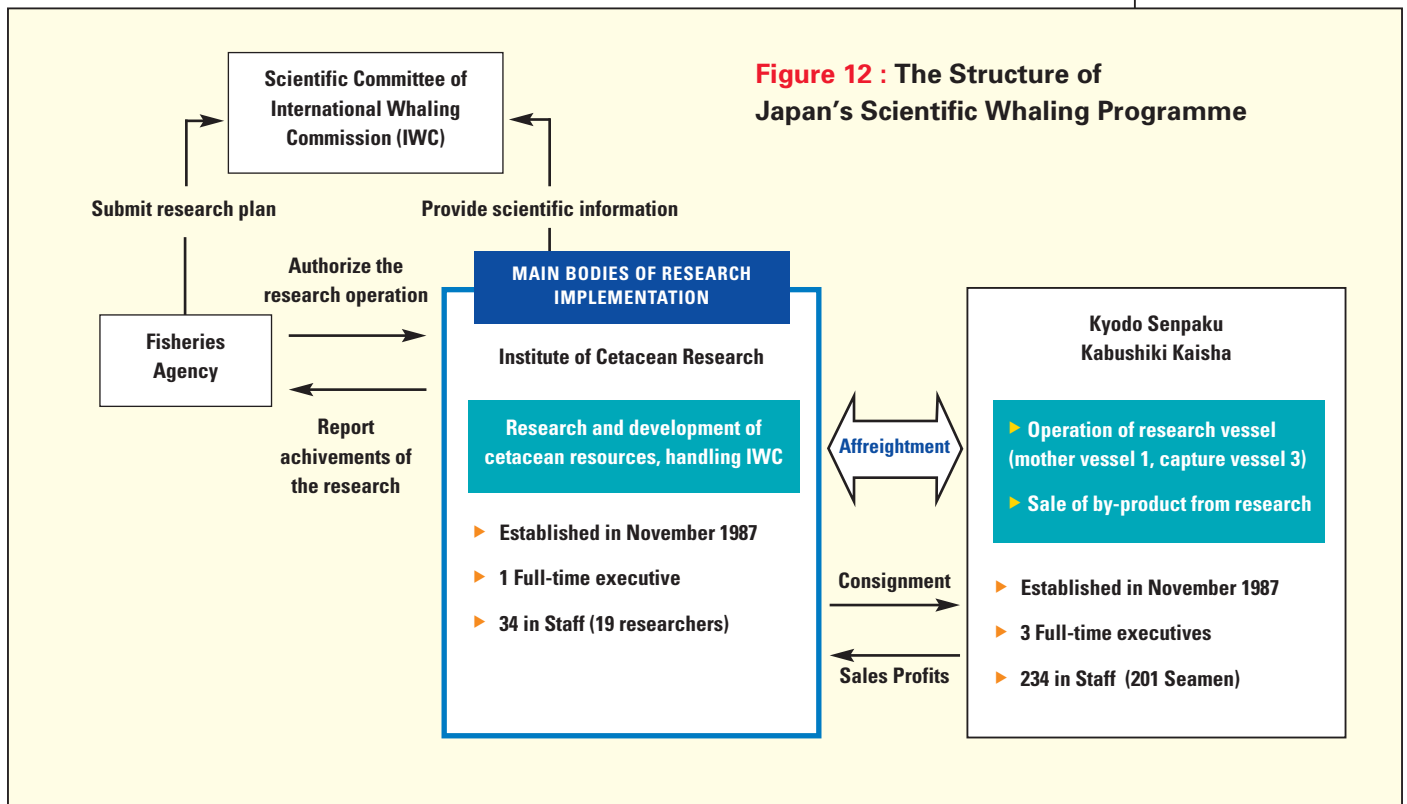 Figure 12 : The Structure of
Japan's Scientific Whaling Programme
Scientific Committee of
International Whaling
Commission (IWC)
Submit research plan
Provide scientific information
Authorize the
research operation
Fisheries
Agency
Report
achivements of
the research
MAIN BODIES OF RESEARCH
IMPLEMENTATION
Institute of Cetacean Research
Research and development of
cetacean resources, handling IWC
Established in November 1987
1 Full-time executive
34 in Staff (19 researchers)
Affreightment
Consignment
Sales Profits
Kyodo Senpaku
Kabushiki Kaisha
Operation of research vessel
(mother vessel 1, capture vessel 3)
Sale of by-product from research
Established in November 1987
3 Full-time executives
234 in Staff (201 Seamen)